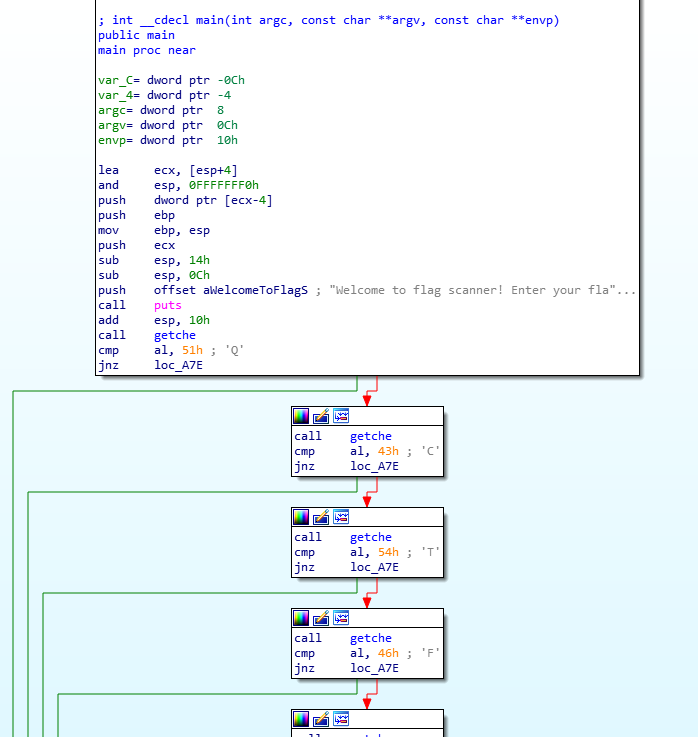 ; int __cdecl main(int argc, const char **argv, const char **envp)
public main
main proc near
var_C= dword ptr -0Ch
var_4= dword ptr -4
argc= dword ptr  8
argv= dword ptr  0Ch
envp= dword ptr  10h
lea     ecx, [esp+4]
and     esp, 0FFFFFFF0h
push    dword ptr [ecx-4]
push    ebp
mov     ebp, esp
push    ecx
sub     esp, 14h
sub     esp, 0Ch
push    offset aWelcomeToFlagS ; "Welcome to flag scanner! Enter your fla"...
call    puts
add     esp, 10h
call    getche
cmp     al, 51h ; 'Q'
jnz     loc_A7E
call    getche
cmp     al, 43h ; 'C'
jnz     loc_A7E
call    getche
cmp     al, 54h ; 'T'
jnz     loc_A7E
call    getche
cmp     al, 46h ; 'F'
jnz     loc_A7E